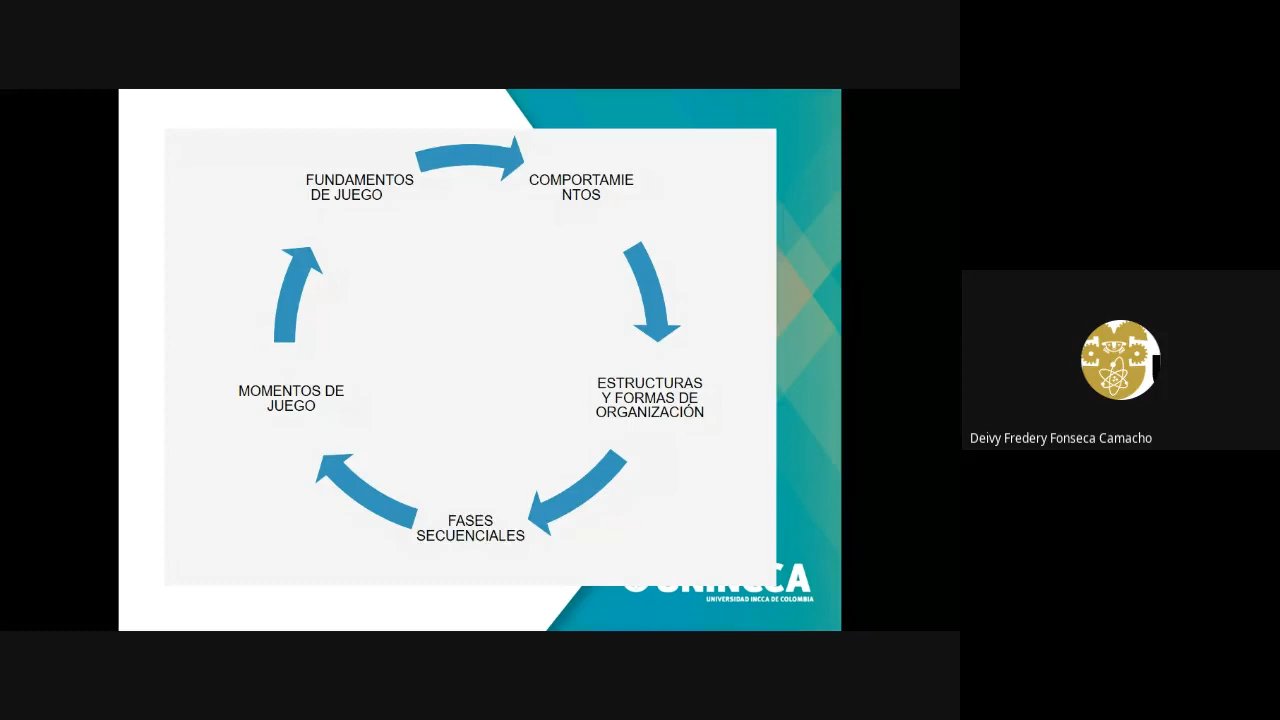 FUNDAMENTOS
DE JUEGO
COMPORTAMIE
NTOS
ESTRUCTURAS
Y FORMAS DE
ORGANIZACIÓN
FASES
SECUENCIALES
MOMENTOS DE
JUEGO
UNINCCA
UNIVERSIDAD INCCA DE COLOMBIA
Deivy Fredery Fonseca Camacho